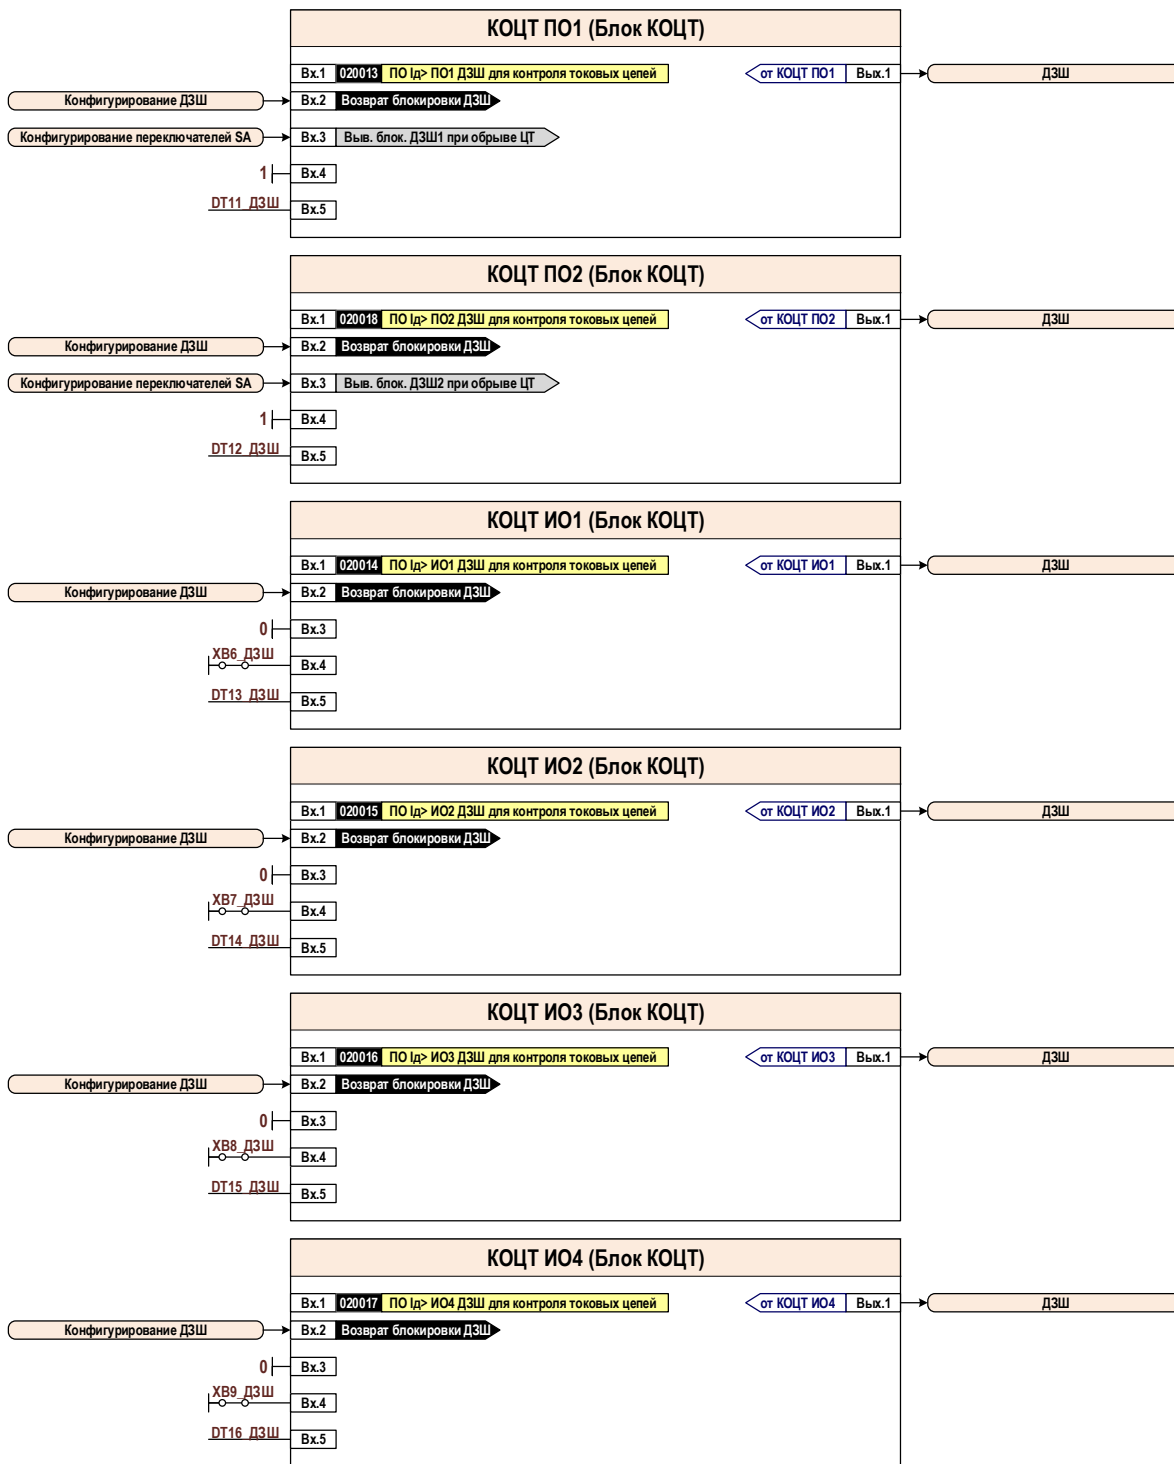 КОЦТ ПО1 (Блок КОЦТ)
Вх.1 020013 ПО Iд> ПО1 ДЗШ для контроля токовых цепей от КОЦТ ПО1 Вых.1 ДЗШ
Конфигурирование ДЗШ Вх.2 Возврат блокировки ДЗШ
Конфигурирование переключателей SA Вх.3 Выв. блок. ДЗШ1 при обрыве ЦТ
1 Вх.4
DT11_ДЗШ Вх.5
КОЦТ ПО2 (Блок КОЦТ)
Вх.1 020018 ПО Iд> ПО2 ДЗШ для контроля токовых цепей от КОЦТ ПО2 Вых.1 ДЗШ
Конфигурирование ДЗШ Вх.2 Возврат блокировки ДЗШ
Конфигурирование переключателей SA Вх.3 Выв. блок. ДЗШ2 при обрыве ЦТ
1 Вх.4
DT12_ДЗШ Вх.5
КОЦТ ИО1 (Блок КОЦТ)
Вх.1 020014 ПО Iд> ИО1 ДЗШ для контроля токовых цепей от КОЦТ ИО1 Вых.1 ДЗШ
Конфигурирование ДЗШ Вх.2 Возврат блокировки ДЗШ
0 Вх.3
XB6_ДЗШ Вх.4
DT13_ДЗШ Вх.5
КОЦТ ИО2 (Блок КОЦТ)
Вх.1 020015 ПО Iд> ИО2 ДЗШ для контроля токовых цепей от КОЦТ ИО2 Вых.1 ДЗШ
Конфигурирование ДЗШ Вх.2 Возврат блокировки ДЗШ
0 Вх.3
XB7_ДЗШ Вх.4
DT14_ДЗШ Вх.5
КОЦТ ИО3 (Блок КОЦТ)
Вх.1 020016 ПО Iд> ИО3 ДЗШ для контроля токовых цепей от КОЦТ ИО3 Вых.1 ДЗШ
Конфигурирование ДЗШ Вх.2 Возврат блокировки ДЗШ
0 Вх.3
XB8_ДЗШ Вх.4
DT15_ДЗШ Вх.5
КОЦТ ИО4 (Блок КОЦТ)
Вх.1 020017 ПО Iд> ИО4 ДЗШ для контроля токовых цепей от КОЦТ ИО4 Вых.1 ДЗШ
Конфигурирование ДЗШ Вх.2 Возврат блокировки ДЗШ
0 Вх.3
XB9_ДЗШ Вх.4
DT16_ДЗШ Вх.5